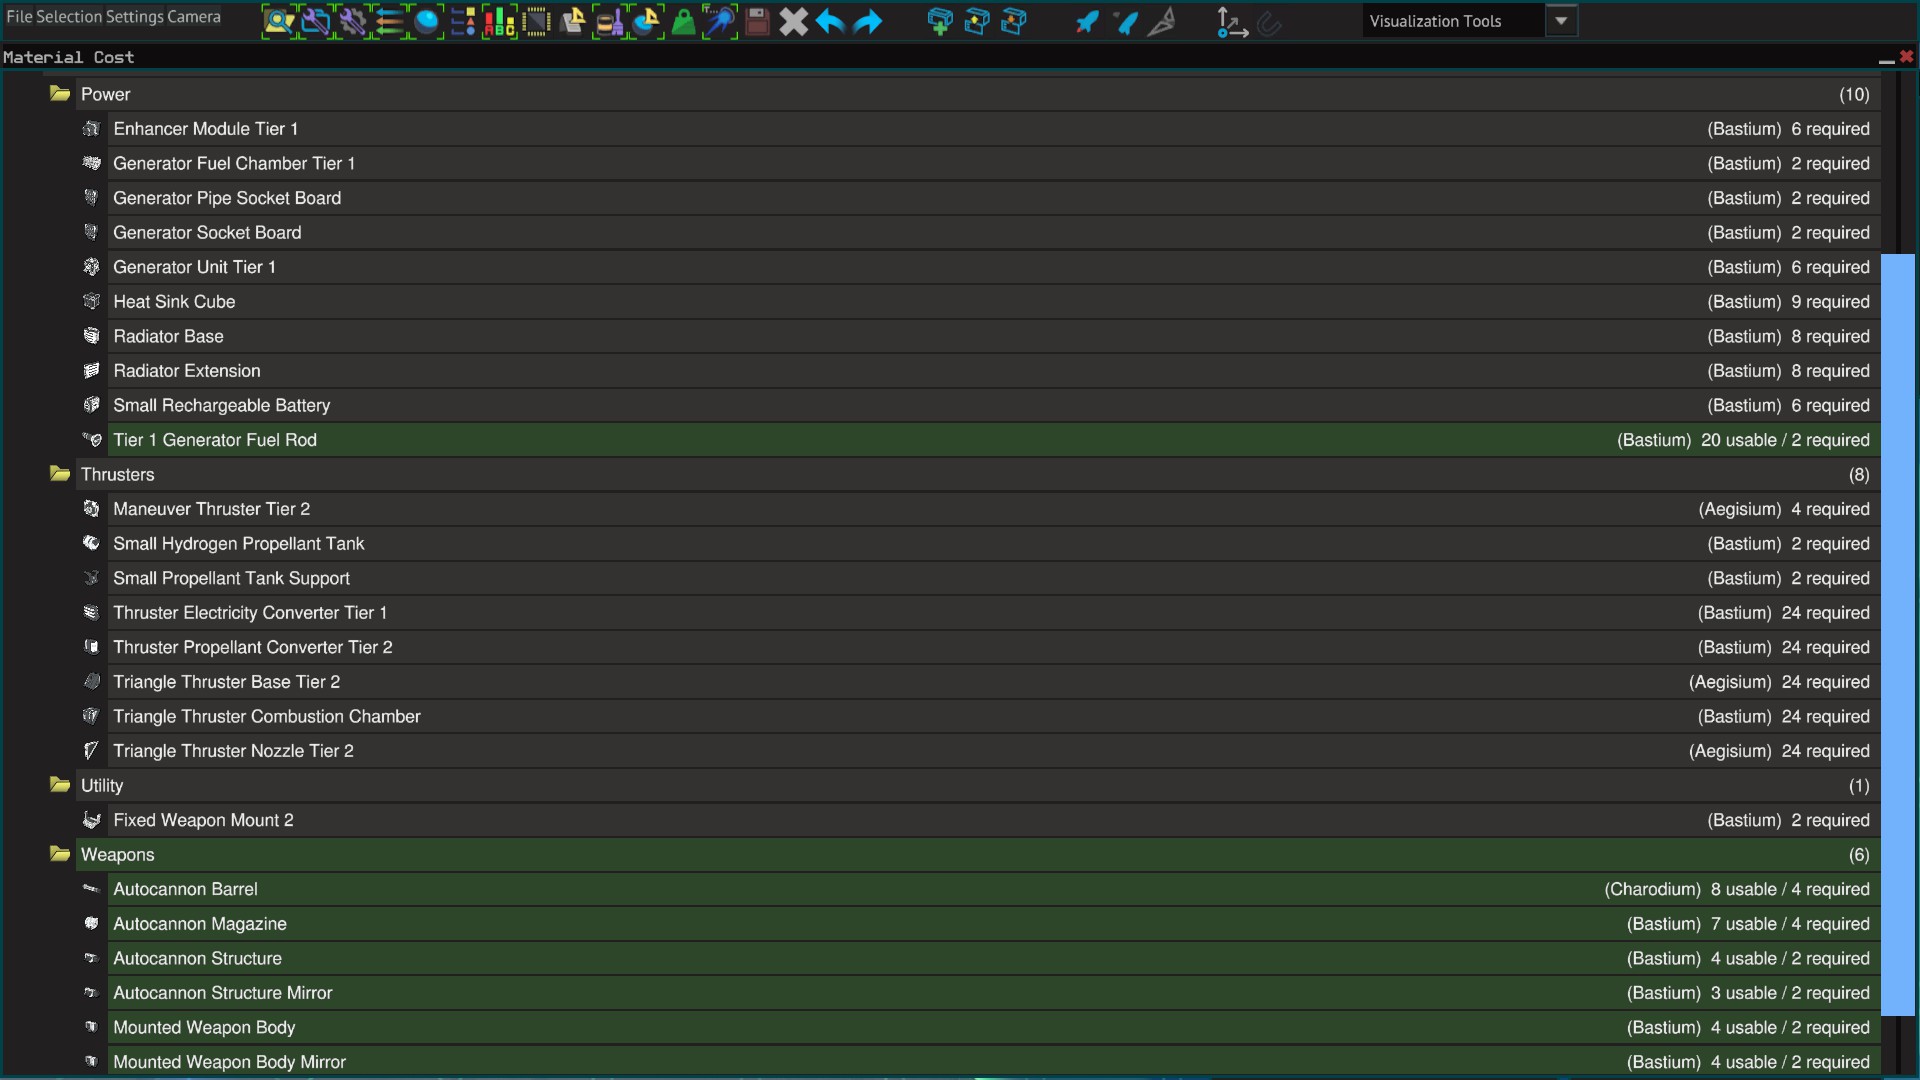 File Selection Settings Camera
ABC
Visualization Tools
Material Cost
Power (10)
Enhancer Module Tier 1 (Bastium) 6 required
Generator Fuel Chamber Tier 1 (Bastium) 2 required
Generator Pipe Socket Board (Bastium) 2 required
Generator Socket Board (Bastium) 2 required
Generator Unit Tier 1 (Bastium) 6 required
Heat Sink Cube (Bastium) 9 required
Radiator Base (Bastium) 8 required
Radiator Extension (Bastium) 8 required
Small Rechargeable Battery (Bastium) 6 required
Tier 1 Generator Fuel Rod (Bastium) 20 usable / 2 required
Thrusters (8)
Maneuver Thruster Tier 2 (Aegisium) 4 required
Small Hydrogen Propellant Tank (Bastium) 2 required
Small Propellant Tank Support (Bastium) 2 required
Thruster Electricity Converter Tier 1 (Bastium) 24 required
Thruster Propellant Converter Tier 2 (Bastium) 24 required
Triangle Thruster Base Tier 2 (Aegisium) 24 required
Triangle Thruster Combustion Chamber (Bastium) 24 required
Triangle Thruster Nozzle Tier 2 (Aegisium) 24 required
Utility (1)
Fixed Weapon Mount 2 (Bastium) 2 required
Weapons (6)
Autocannon Barrel (Charodium) 8 usable / 4 required
Autocannon Magazine (Bastium) 7 usable / 4 required
Autocannon Structure (Bastium) 4 usable / 2 required
Autocannon Structure Mirror (Bastium) 3 usable / 2 required
Mounted Weapon Body (Bastium) 4 usable / 2 required
Mounted Weapon Body Mirror (Bastium) 4 usable / 2 required